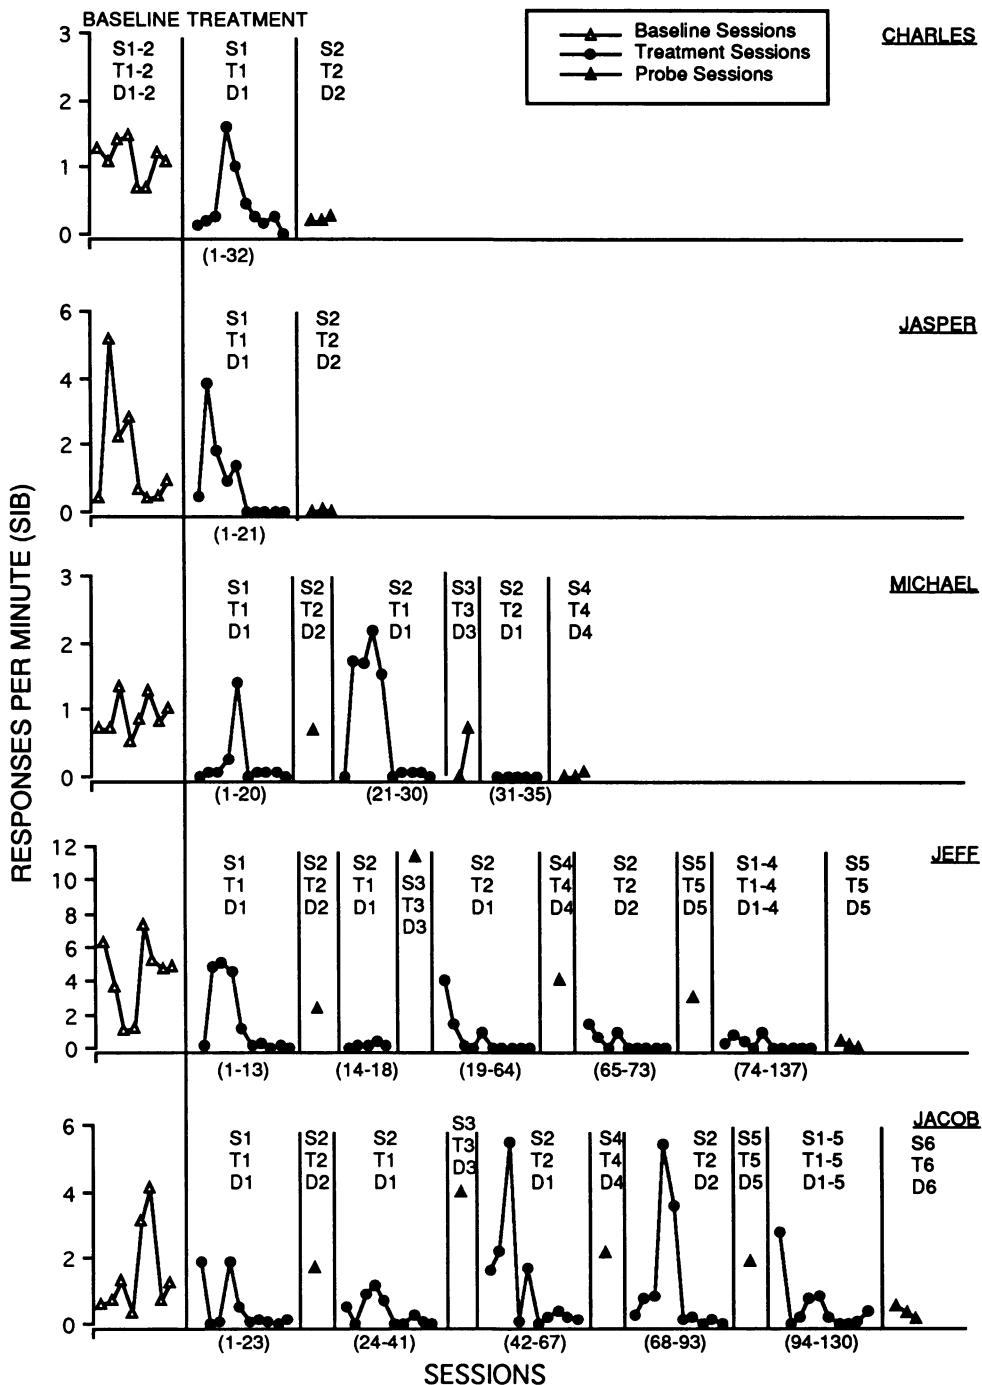 BASELINE TREATMENT
Baseline Sessions
Treatment Sessions
Probe Sessions
CHARLES
3
2
1
0
S1-2
T1-2
D1-2
S1
T1
D1
S2
T2
D2
(1-32)
JASPER
6
4
2
0
S1
T1
D1
S2
T2
D2
(1-21)
MICHAEL
3
2
1
0
S1
T1
D1
S2
T2
D2
S2
T1
D1
S3
T3
D3
S2
T2
D1
S4
T4
D4
(1-20)
(21-30)
(31-35)
JEFF
12
10
8
6
4
2
0
S1
T1
D1
S2
T2
D2
S2
T1
D1
S3
T3
D3
S2
T2
D1
S4
T4
D4
S2
T2
D2
S5
T5
D5
S1-4
T1-4
D1-4
S5
T5
D5
(1-13)
(14-18)
(19-64)
(65-73)
(74-137)
JACOB
6
4
2
0
S1
T1
D1
S2
T2
D2
S2
T1
D1
S3
T3
D3
S2
T2
D1
S4
T4
D4
S2
T2
D2
S5
T5
D5
S1-5
T1-5
D1-5
S6
T6
D6
(1-23)
(24-41)
(42-67)
(68-93)
(94-130)
RESPONSES PER MINUTE (SIB)
SESSIONS